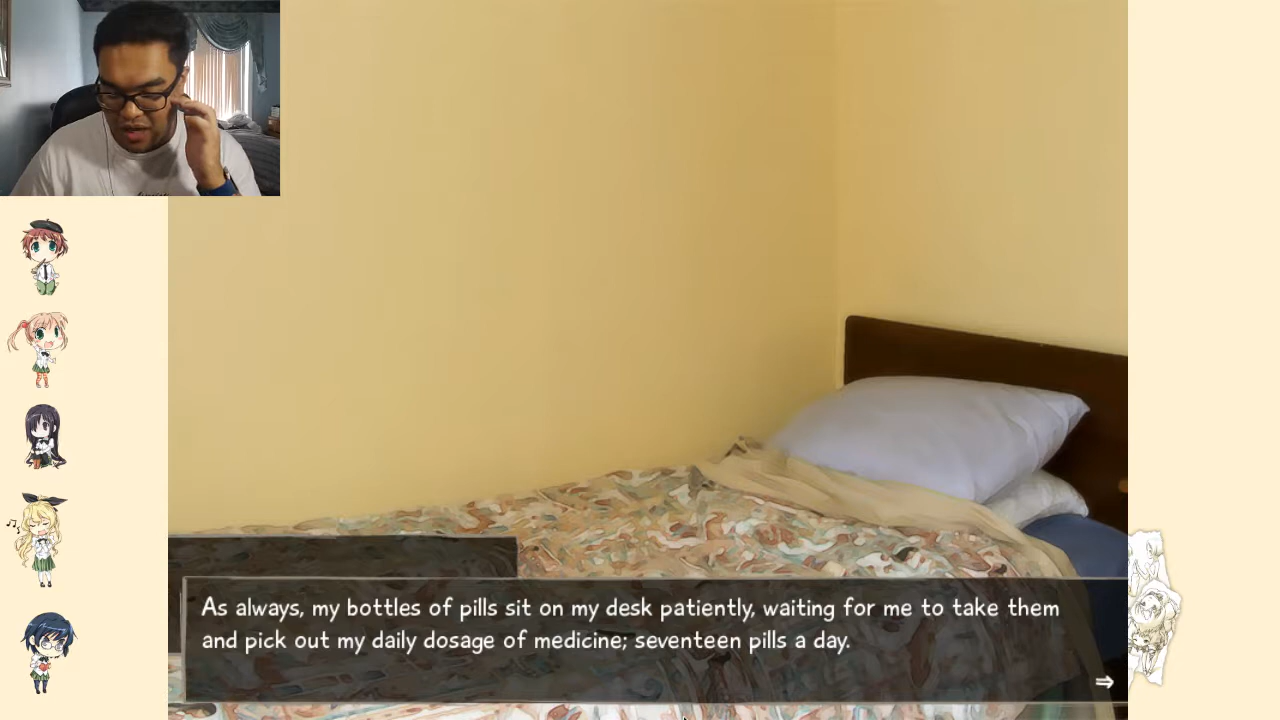 As always, my bottles of pills sit on my desk patiently, waiting for me to take them
and pick out my daily dosage of medicine; seventeen pills a day.